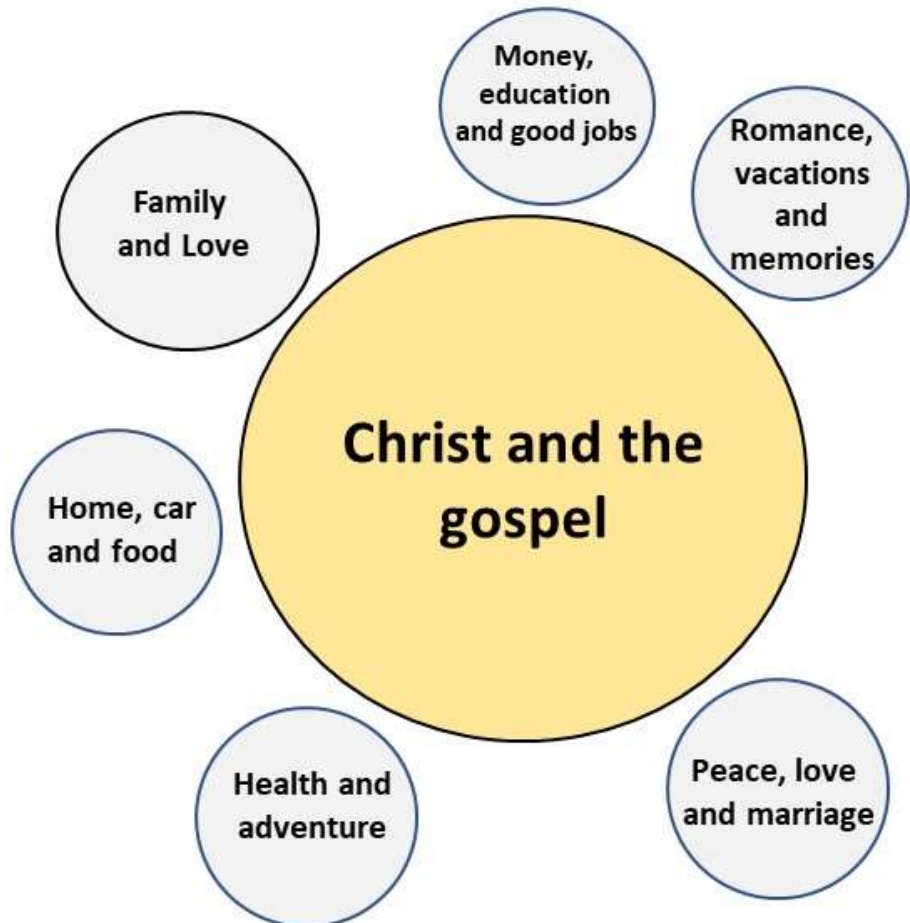 Money,
education
and good jobs
Romance,
vacations
and
memories
Family
and Love
Christ and the
gospel
Home, car
and food
Health and
adventure
Peace, love
and marriage